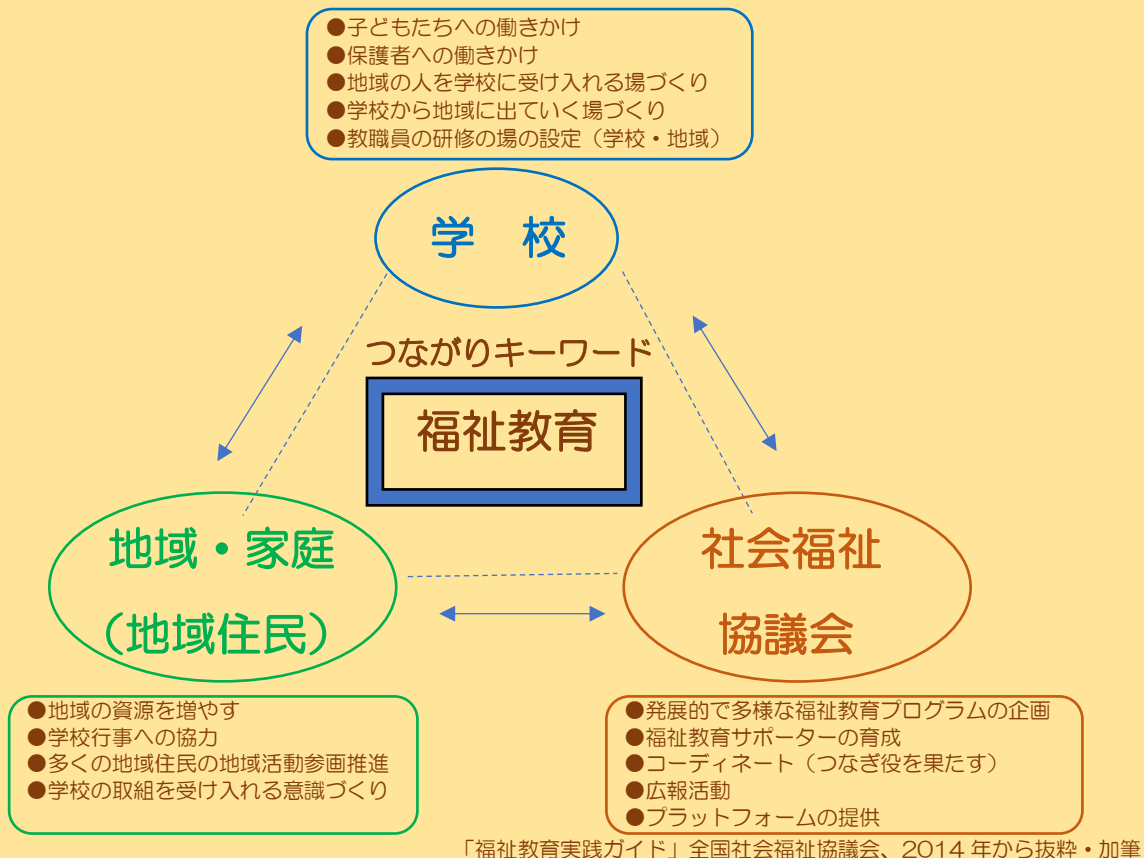 ●子どもたちへの働きかけ
●保護者への働きかけ
●地域の人を学校に受け入れる場づくり
●学校から地域に出ていく場づくり
●教職員の研修の場の設定（学校・地域）
学　校
つながりキーワード
福祉教育
地域・家庭
（地域住民）
社会福祉
協議会
●地域の資源を増やす
●学校行事への協力
●多くの地域住民の地域活動参画推進
●学校の取組を受け入れる意識づくり
●発展的で多様な福祉教育プログラムの企画
●福祉教育サポーターの育成
●コーディネート（つなぎ役を果たす）
●広報活動
●プラットフォームの提供
「福祉教育実践ガイド」全国社会福祉協議会、2014 年から抜粋・加筆